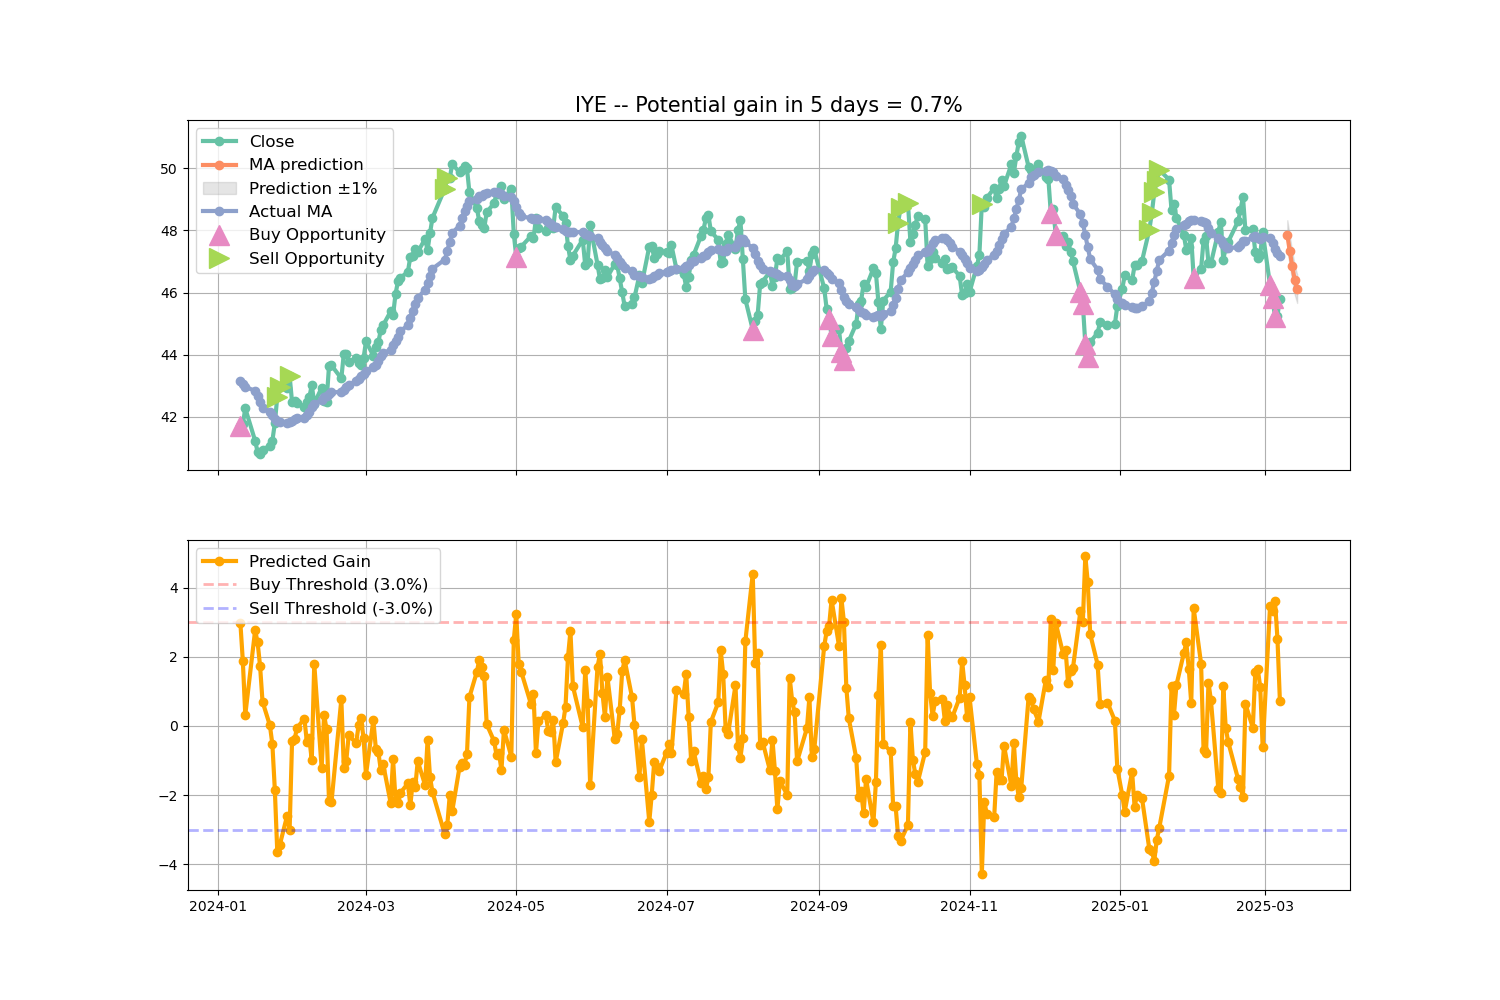 IYE -- Potential gain in 5 days = 0.7%
Close
MA prediction
Prediction ±1%
Actual MA
Buy Opportunity
Sell Opportunity
50
48
46
44
42
Predicted Gain
Buy Threshold (3.0%)
Sell Threshold (-3.0%)
4
2
0
−2
−4
2024-01 2024-03 2024-05 2024-07 2024-09 2024-11 2025-01 2025-03